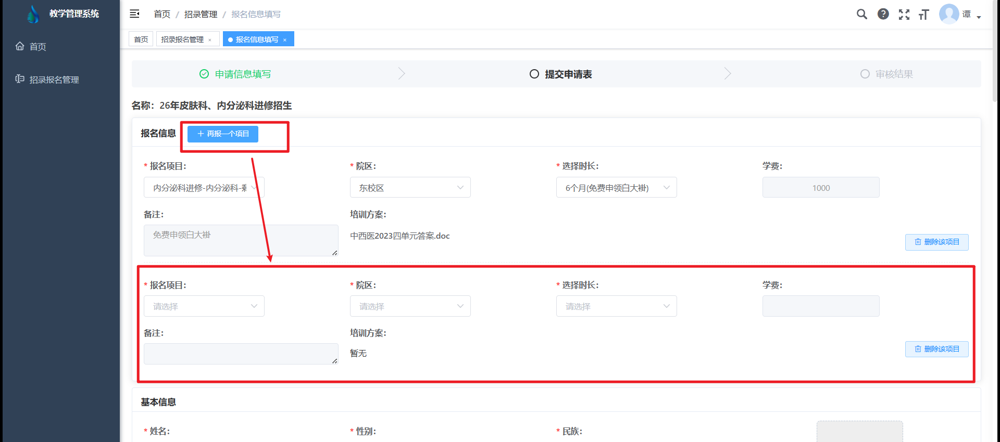 教学管理系统
首页
招录报名管理
首页 / 招录管理 / 报名信息填写
谭
首页
招录报名管理 ×
报名信息填写 ×
申请信息填写
提交申请表
审核结果
名称：26年皮肤科、内分泌科进修招生
报名信息
再报一个项目
* 报名项目：
* 院区：
* 选择时长：
学费：
内分泌科进修-内分泌科-乘
东校区
6个月(免费申领白大褂)
1000
备注：
培训方案：
免费申领白大褂
中西医2023四单元答案.doc
删除该项目
* 报名项目：
* 院区：
* 选择时长：
学费：
请选择
请选择
请选择
备注：
培训方案：
暂无
删除该项目
基本信息
* 姓名：
* 性别：
* 民族：